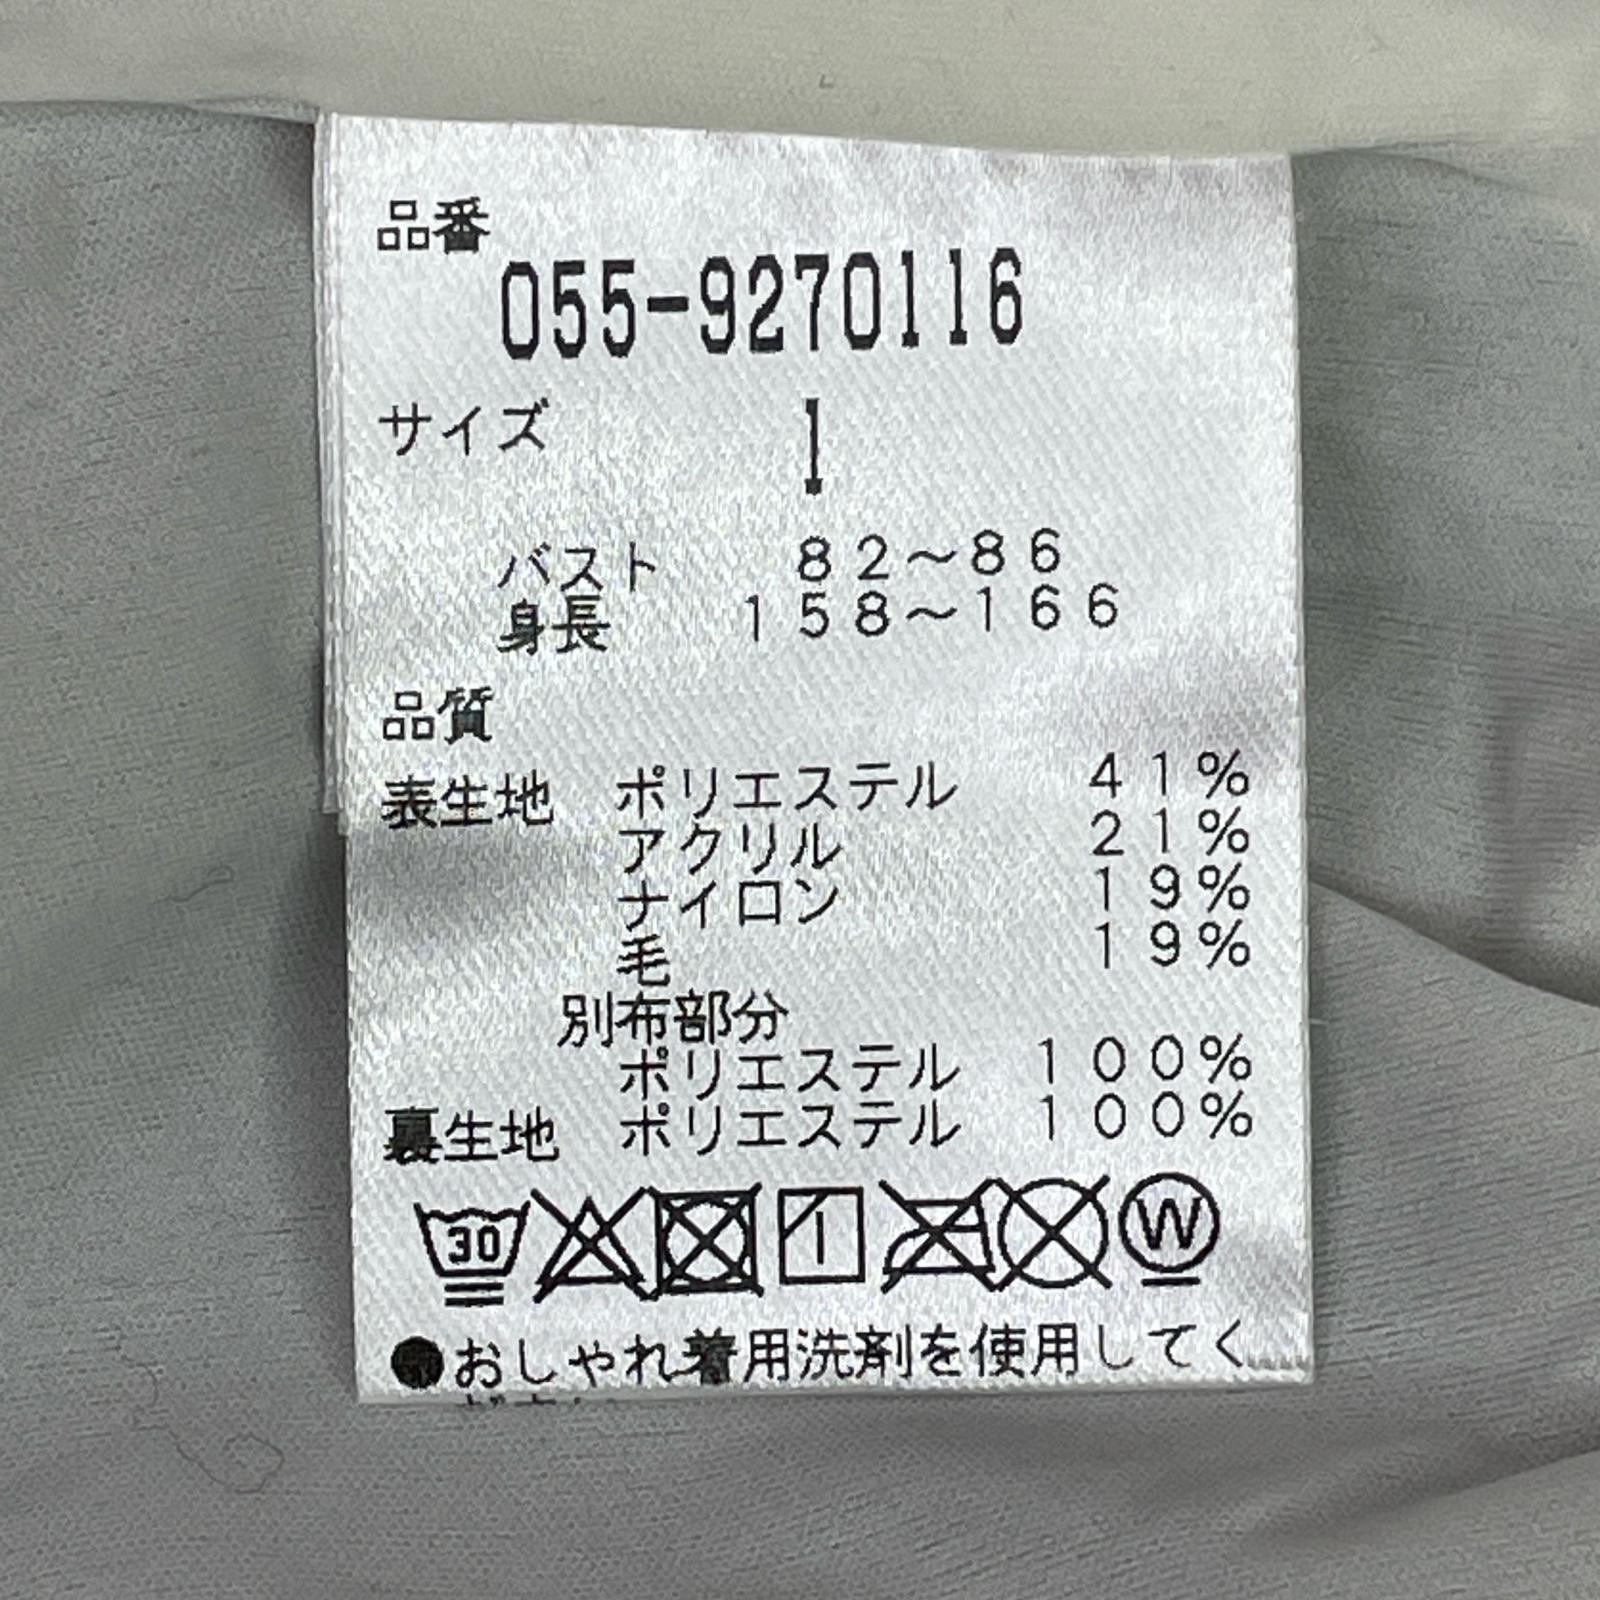 品番
055-9270116
サイズ 1
バスト 82～86
身長 158～166
品質
表生地 ポリエステル 41%
アクリル 21%
ナイロン 19%
毛 19%
別布部分
ポリエステル 100%
裏生地 ポリエステル 100%
30 1 W
●おしゃれ着用洗剤を使用してく